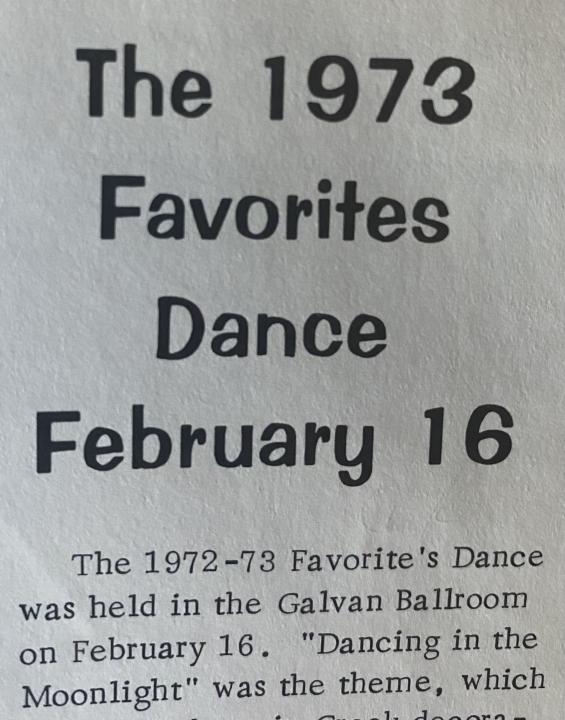 The 1973
Favorites
Dance
February 16
The 1972-73 Favorite's Dance
was held in the Galvan Ballroom
on February 16. "Dancing in the
Moonlight" was the theme, which